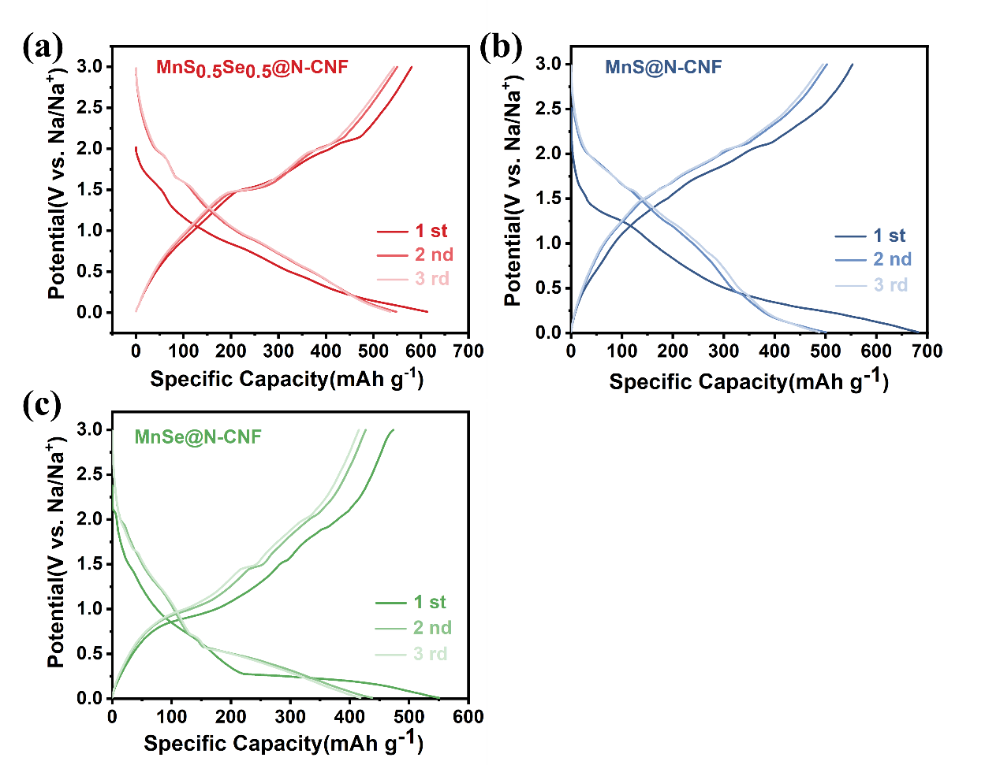 (a)
MnS0.5Se0.5@N-CNF
Potential(V vs. Na/Na+)
3.0
2.5
2.0
1.5
1.0
0.5
0.0
1 st
2 nd
3 rd
0 100 200 300 400 500 600 700
Specific Capacity(mAh g-1)
(b)
MnS@N-CNF
Potential(V vs. Na/Na+)
3.0
2.5
2.0
1.5
1.0
0.5
0.0
1 st
2 nd
3 rd
0 100 200 300 400 500 600 700
Specific Capacity(mAh g-1)
(c)
MnSe@N-CNF
Potential(V vs. Na/Na+)
3.0
2.5
2.0
1.5
1.0
0.5
0.0
1 st
2 nd
3 rd
0 100 200 300 400 500 600
Specific Capacity(mAh g-1)